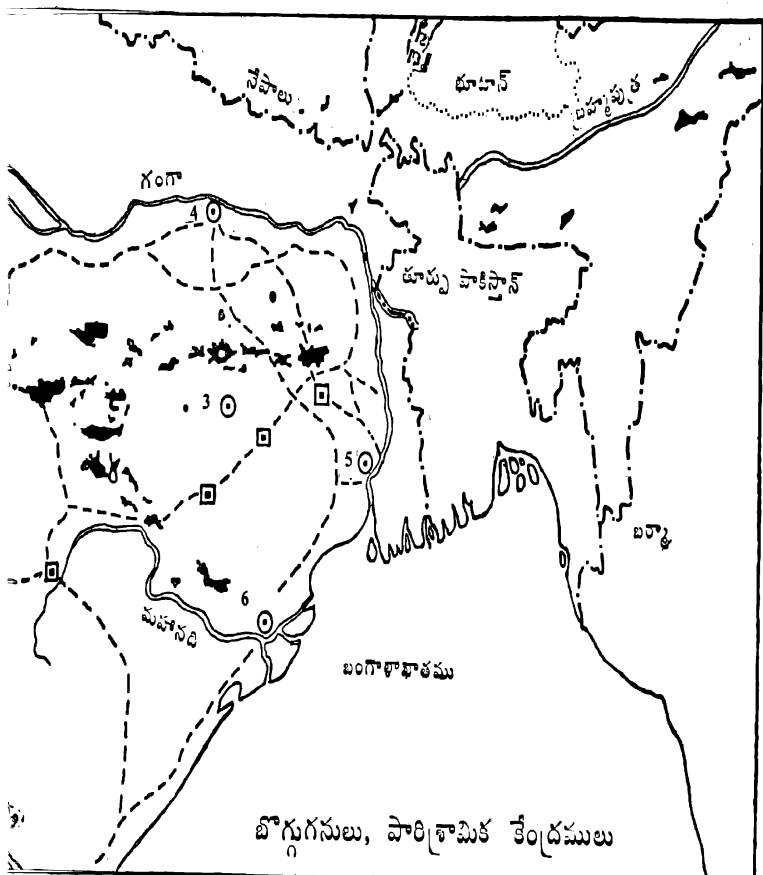 నేపాలు
భూటాన్
బ్రహ్మపుత్ర
గంగా
4
తూర్పు పాకిస్తాన్
3
5
బర్మా
6
మహానది
బంగాళాఖాతము
బొగ్గుగనులు, పారిశ్రామిక కేంద్రములు